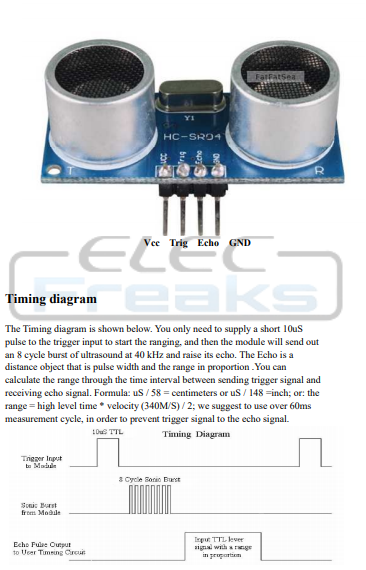 FatFatSea
Y1
HC-SR04
Vcc Trig Echo GND
T R
Vcc Trig Echo GND
ELEC
Freaks
Timing diagram
The Timing diagram is shown below. You only need to supply a short 10uS
pulse to the trigger input to start the ranging, and then the module will send out
an 8 cycle burst of ultrasound at 40 kHz and raise its echo. The Echo is a
distance object that is pulse width and the range in proportion .You can
calculate the range through the time interval between sending trigger signal and
receiving echo signal. Formula: uS / 58 = centimeters or uS / 148 =inch; or: the
range = high level time * velocity (340M/S) / 2; we suggest to use over 60ms
measurement cycle, in order to prevent trigger signal to the echo signal.
10uS TTL
Timing Diagram
Trigger Input
to Module
8 Cycle Sonic Burst
Sonic Burst
from Module
Echo Pulse Output
to User Timeing Circuit
Input TTL lever
signal with a range
in proportion